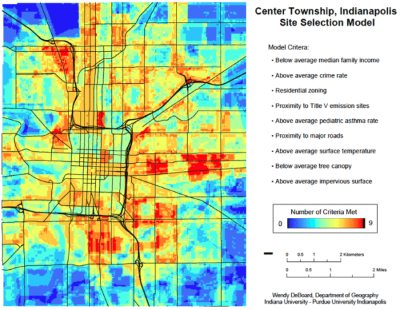 Center Township, Indianapolis
Site Selection Model
Model Criteria:
- Below average median family income
- Above average crime rate
- Residential zoning
- Proximity to Title V emission sites
- Above average pediatric asthma rate
- Proximity to major roads
- Above average surface temperature
- Below average tree canopy
- Above average impervious surface
Number of Criteria Met
0 9
0 0.5 1 2 Kilometers
0 0.5 1 2 Miles
Wendy DeBoard, Department of Geography
Indiana University - Purdue University Indianapolis